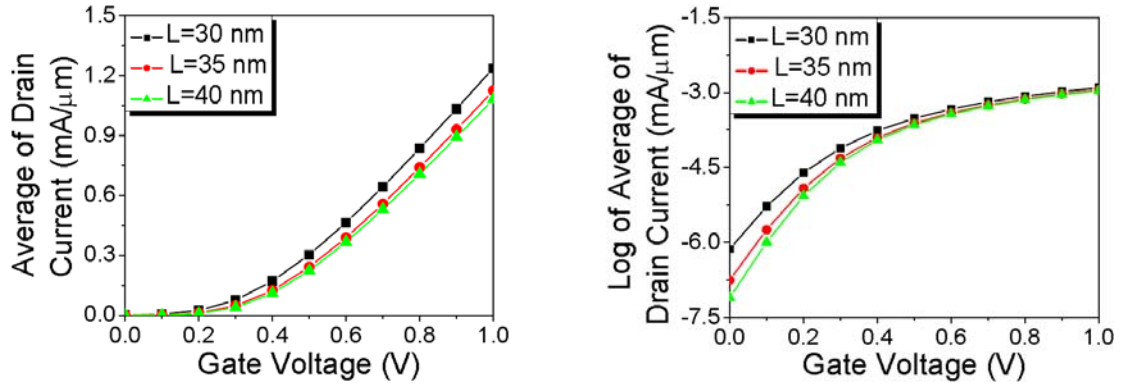 Average of Drain
Current (mA/μm)
1.5
1.2
0.9
0.6
0.3
0.0
L=30 nm
L=35 nm
L=40 nm
0.0 0.2 0.4 0.6 0.8 1.0
Gate Voltage (V)
Log of Average of
Drain Current (mA/μm)
-1.5
-3.0
-4.5
-6.0
-7.5
L=30 nm
L=35 nm
L=40 nm
0.0 0.2 0.4 0.6 0.8 1.0
Gate Voltage (V)